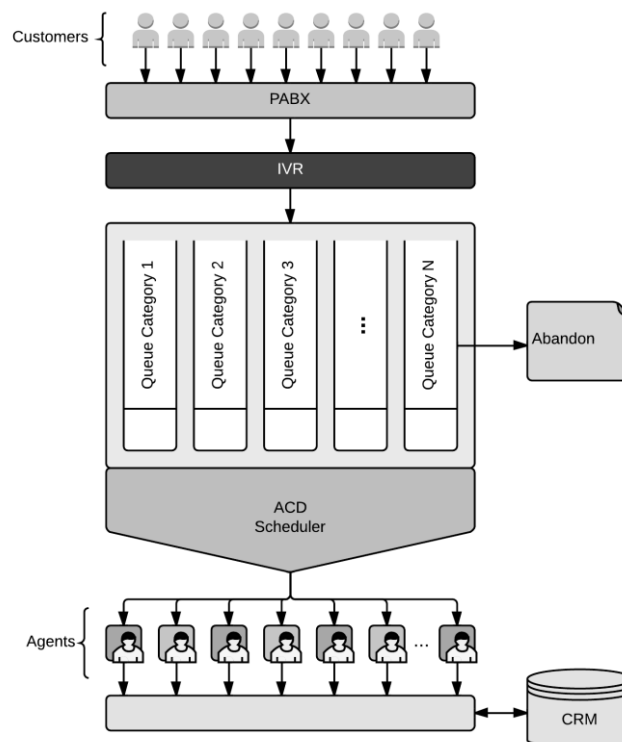 Customers
PABX
IVR
Queue Category 1
Queue Category 2
Queue Category 3
...
Queue Category N
Abandon
ACD
Scheduler
Agents
...
CRM